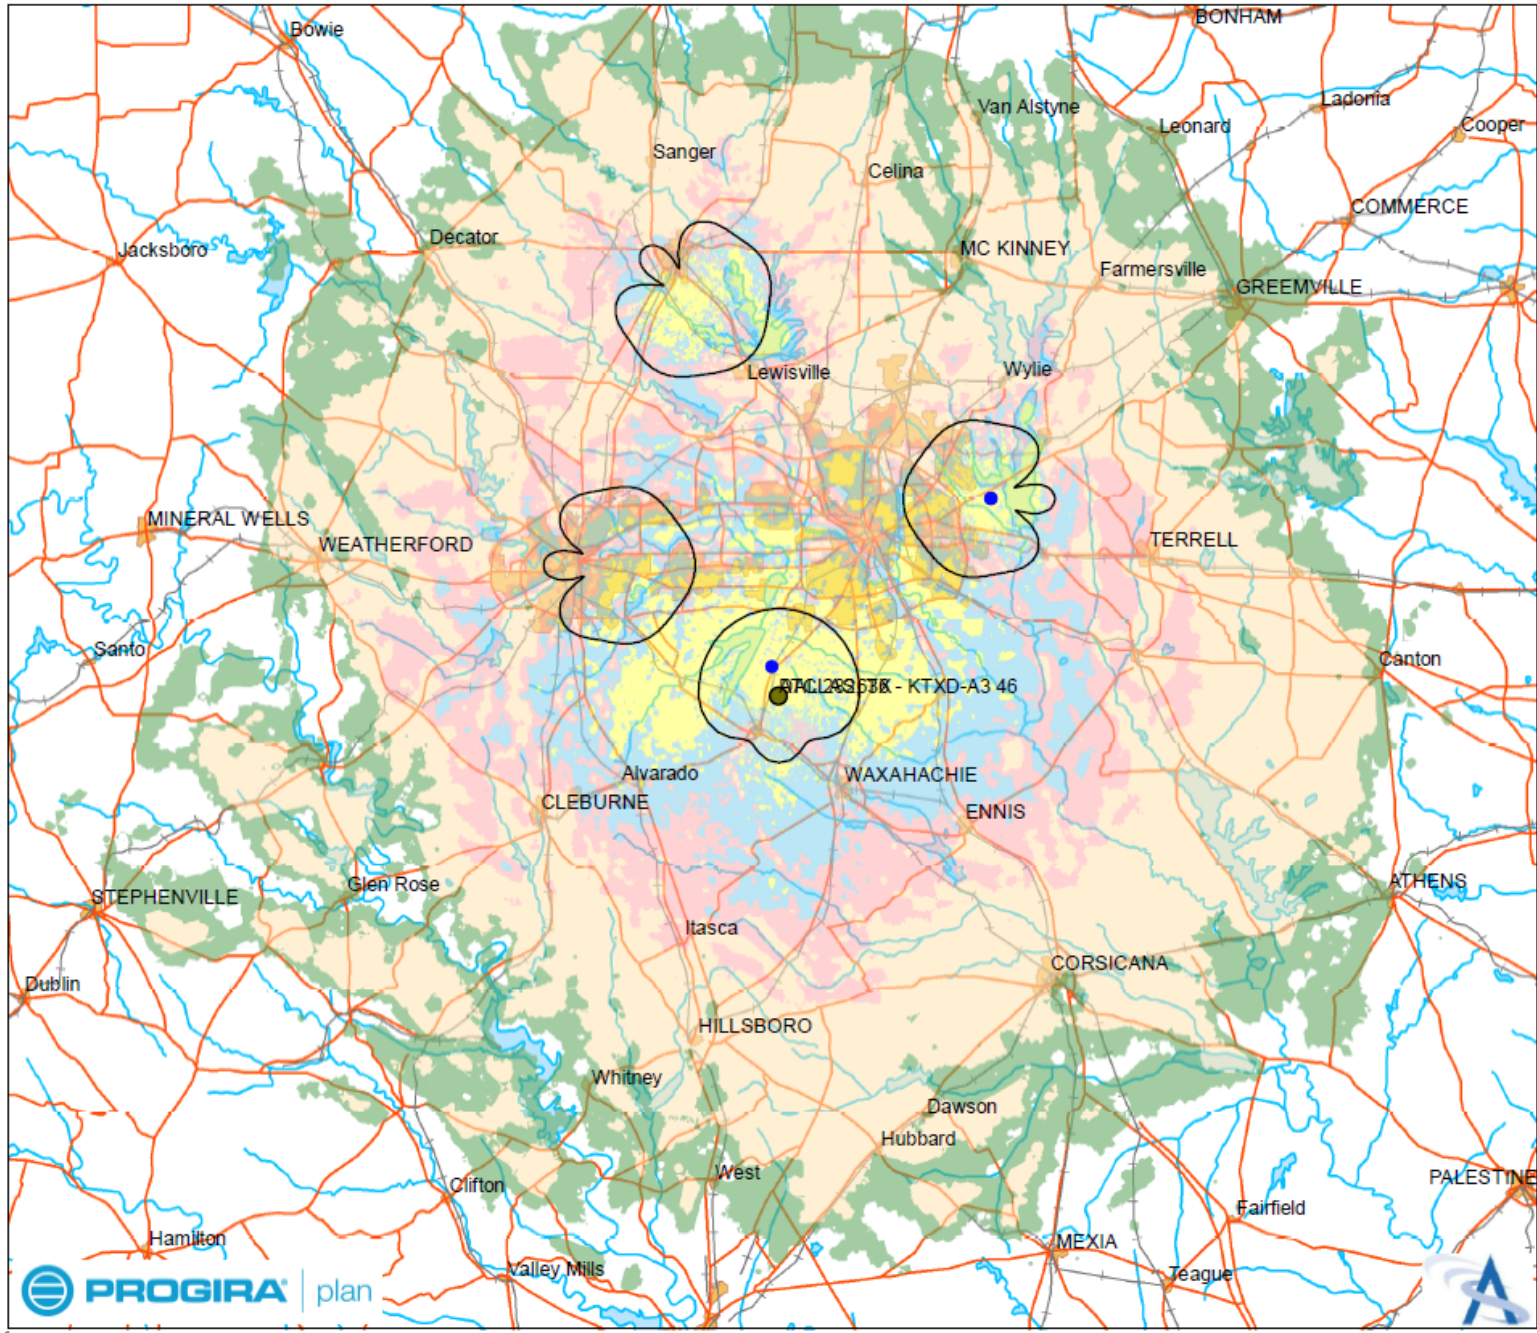 Bowie
BONHAM
Ladonia
Van Alstyne
Leonard
Cooper
Sanger
Celina
COMMERCE
Decator
Jacksboro
MC KINNEY
Farmersville
GREEMVILLE
Lewisville
Wylie
MINERAL WELLS
WEATHERFORD
TERRELL
Santo
Canton
KTXD-A3 46
Alvarado
WAXAHACHIE
CLEBURNE
ENNIS
Glen Rose
ATHENS
STEPHENVILLE
Itasca
CORSICANA
Dublin
HILLSBORO
Whitney
Dawson
Hubbard
West
PALESTINE
Clifton
Fairfield
Hamilton
MEXIA
Valley Mills
Teague
PROGIRA plan